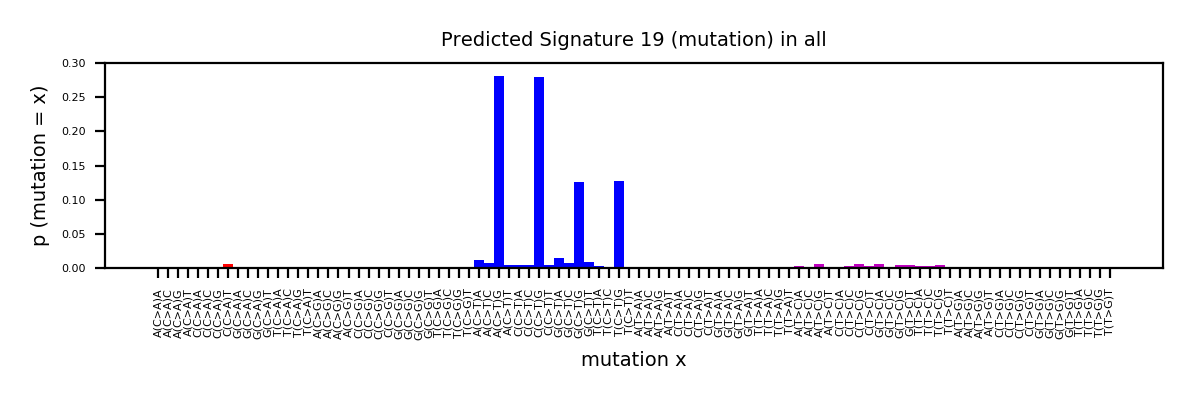 Predicted Signature 19 (mutation) in all
p (mutation = x)
0.30
0.25
0.20
0.15
0.10
0.05
0.00
A(C>A)A
A(C>A)C
A(C>A)G
A(C>A)T
C(C>A)A
C(C>A)C
C(C>A)G
C(C>A)T
G(C>A)A
G(C>A)C
G(C>A)G
G(C>A)T
T(C>A)A
T(C>A)C
T(C>A)G
T(C>A)T
A(C>G)A
A(C>G)C
A(C>G)G
A(C>G)T
C(C>G)A
C(C>G)C
C(C>G)G
C(C>G)T
G(C>G)A
G(C>G)C
G(C>G)G
G(C>G)T
T(C>G)A
T(C>G)C
T(C>G)G
T(C>G)T
A(C>T)A
A(C>T)C
A(C>T)G
A(C>T)T
C(C>T)A
C(C>T)C
C(C>T)G
C(C>T)T
G(C>T)A
G(C>T)C
G(C>T)G
G(C>T)T
T(C>T)A
T(C>T)C
T(C>T)G
T(C>T)T
A(T>A)A
A(T>A)C
A(T>A)G
A(T>A)T
C(T>A)A
C(T>A)C
C(T>A)G
C(T>A)T
G(T>A)A
G(T>A)C
G(T>A)G
G(T>A)T
T(T>A)A
T(T>A)C
T(T>A)G
T(T>A)T
A(T>C)A
A(T>C)C
A(T>C)G
A(T>C)T
C(T>C)A
C(T>C)C
C(T>C)G
C(T>C)T
G(T>C)A
G(T>C)C
G(T>C)G
G(T>C)T
T(T>C)A
T(T>C)C
T(T>C)G
T(T>C)T
A(T>G)A
A(T>G)C
A(T>G)G
A(T>G)T
C(T>G)A
C(T>G)C
C(T>G)G
C(T>G)T
G(T>G)A
G(T>G)C
G(T>G)G
G(T>G)T
T(T>G)A
T(T>G)C
T(T>G)G
T(T>G)T
mutation x